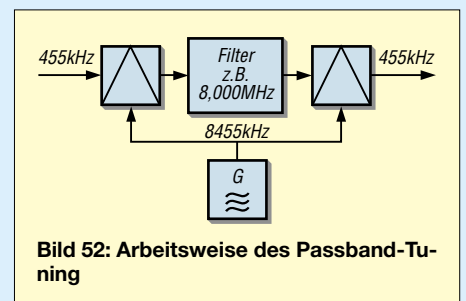 455kHz
Filter
z.B.
8,000MHz
455kHz
8455kHz
G
Bild 52: Arbeitsweise des Passband-Tu-
ning